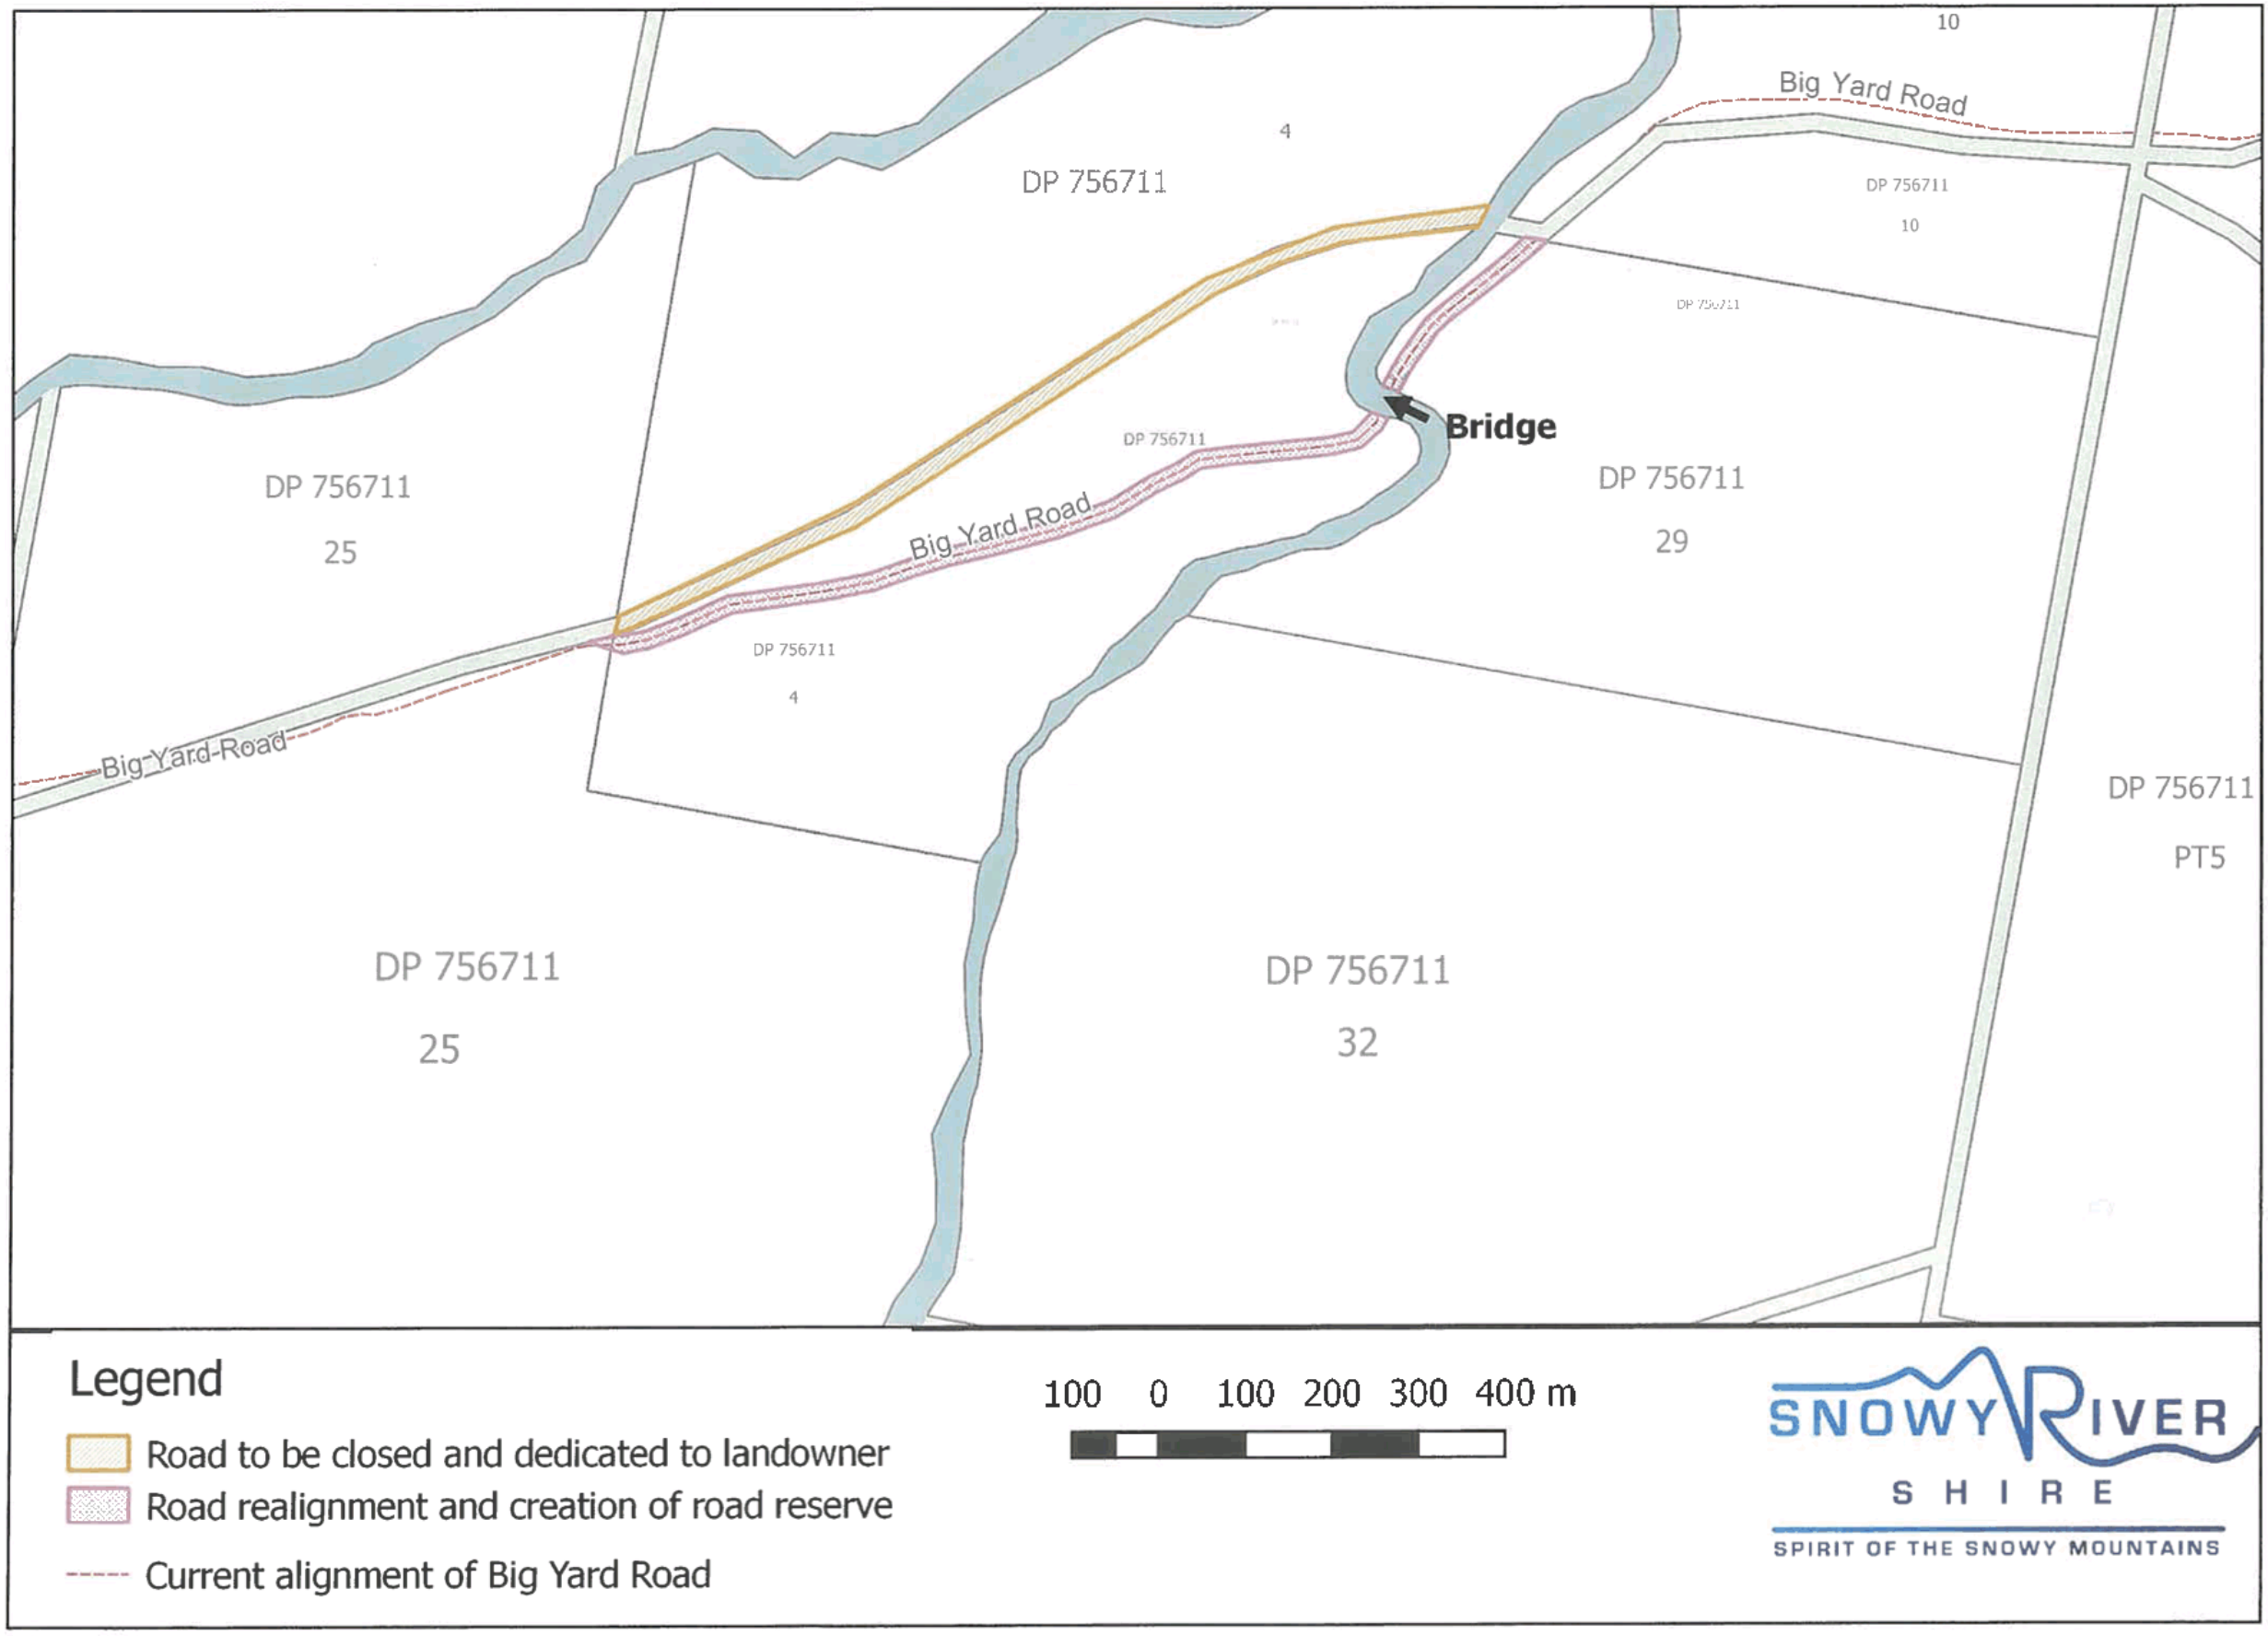 10
Big Yard Road
4
DP 756711
DP 756711
10
DP 756711
Bridge
DP 756711
DP 756711
25
DP 756711
29
Big Yard Road
DP 756711
4
Big Yard Road
DP 756711
PT5
DP 756711
25
DP 756711
32
Legend
Road to be closed and dedicated to landowner
Road realignment and creation of road reserve
Current alignment of Big Yard Road
100 0 100 200 300 400 m
SNOWY RIVER
SHIRE
SPIRIT OF THE SNOWY MOUNTAINS